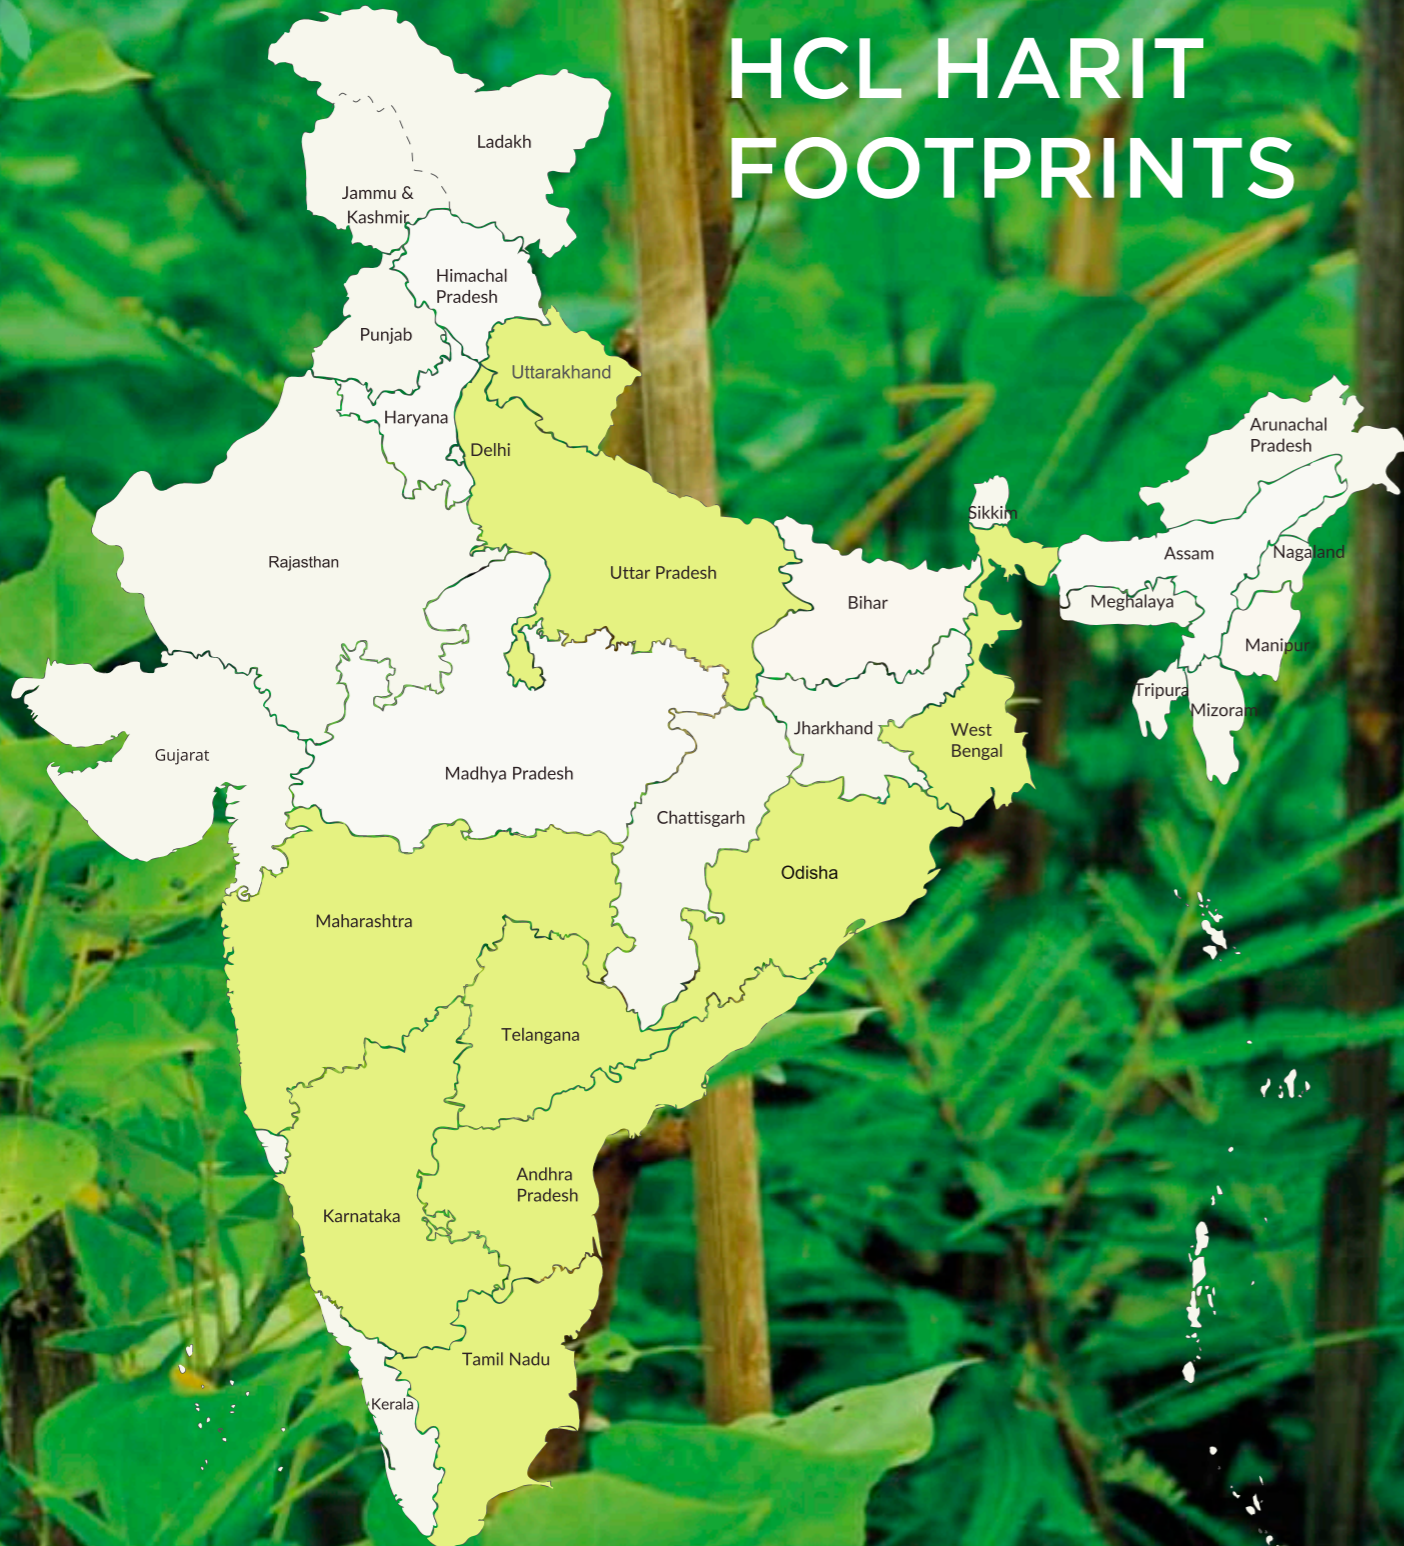 HCL HARIT
FOOTPRINTS
Ladakh
Jammu &
Kashmir
Himachal
Pradesh
Punjab
Uttarakhand
Haryana
Delhi
Arunachal
Pradesh
Sikkim
Rajasthan
Uttar Pradesh
Bihar
Assam
Nagaland
Meghalaya
Manipur
Tripura
Mizoram
Gujarat
Madhya Pradesh
Jharkhand
West
Bengal
Chattisgarh
Odisha
Maharashtra
Telangana
Andhra
Pradesh
Karnataka
Tamil Nadu
Kerala